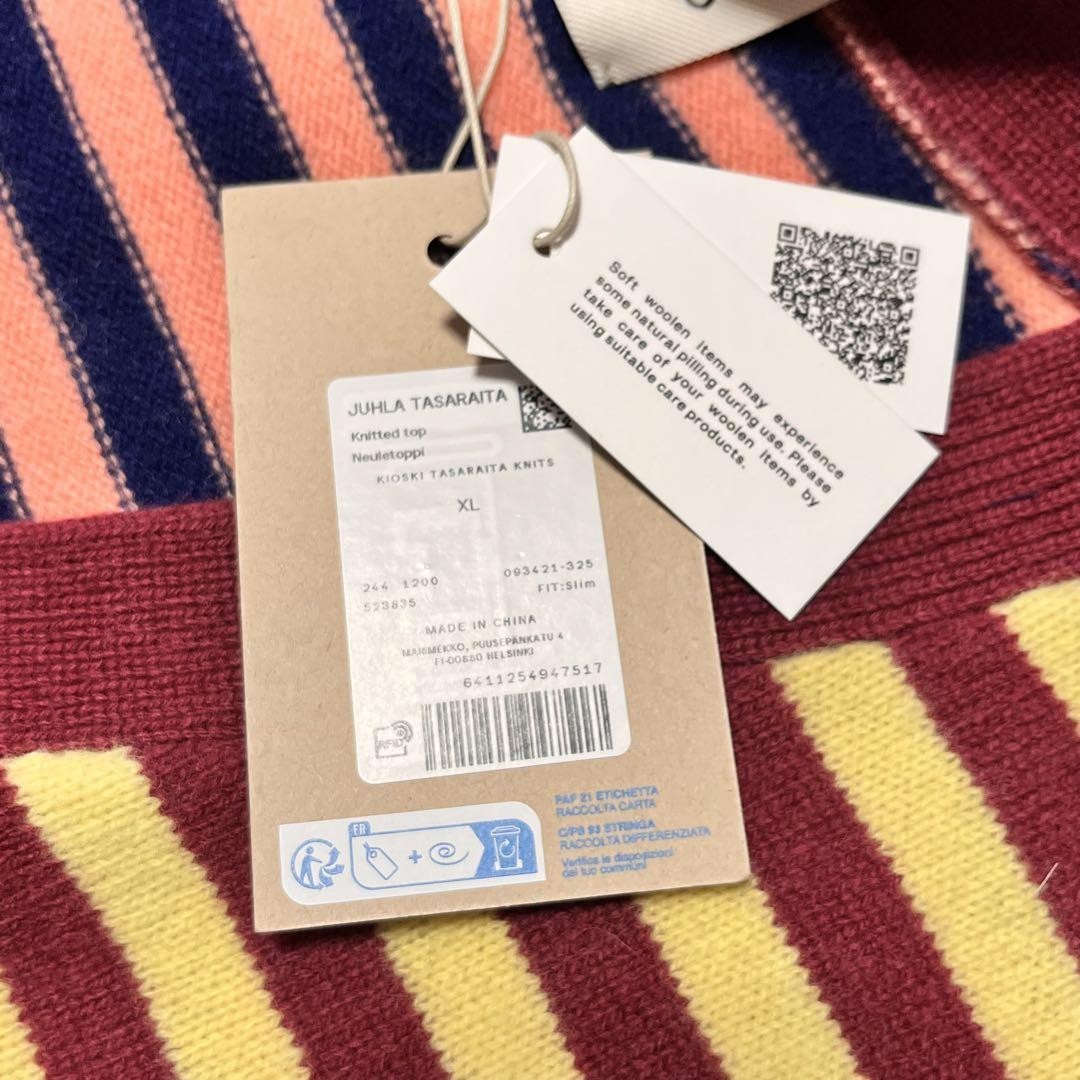 JUHLA TASARAITA
Knitted top
Neuletoppi
KIOSKI TASARAITA KNITS
XL
244 1200
093421-325
523835
FIT:Slim
MADE IN CHINA
MARIMEKKO, PUUSEPÄNKATU 4
FI-00880 HELSINKI
6411254947517
RFID
FR
PAP 21 ETICHETTA
RACCOLTA CARTA
C/PB 93 STRINGA
RACCOLTA DIFFERENZIATA
Verifica le disposizioni
del tuo comune
Soft woolen items may experience
some natural pilling during use. Please
take care of your woolen items by
using suitable care products.